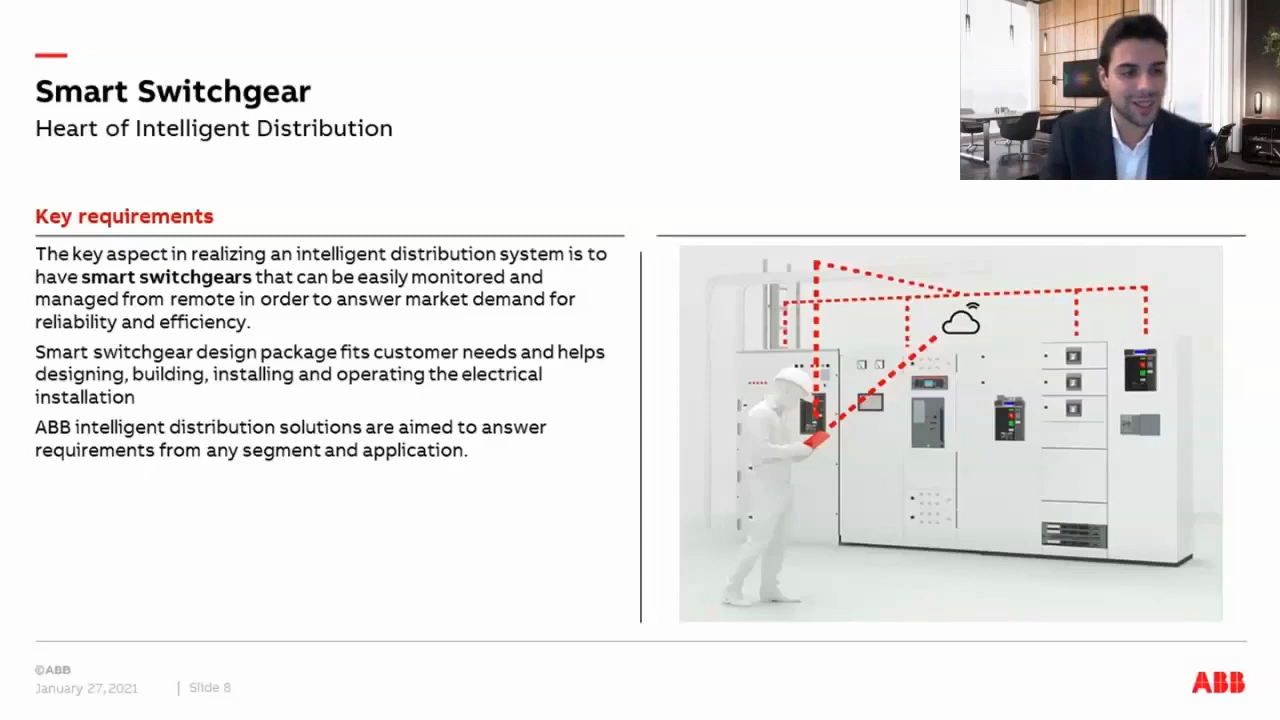 Smart Switchgear
Heart of Intelligent Distribution
Key requirements
The key aspect in realizing an intelligent distribution system is to
have smart switchgears that can be easily monitored and
managed from remote in order to answer market demand for
reliability and efficiency.
Smart switchgear design package fits customer needs and helps
designing, building, installing and operating the electrical
installation
ABB intelligent distribution solutions are aimed to answer
requirements from any segment and application.
©ABB
January 27, 2021 | Slide 8
ABB